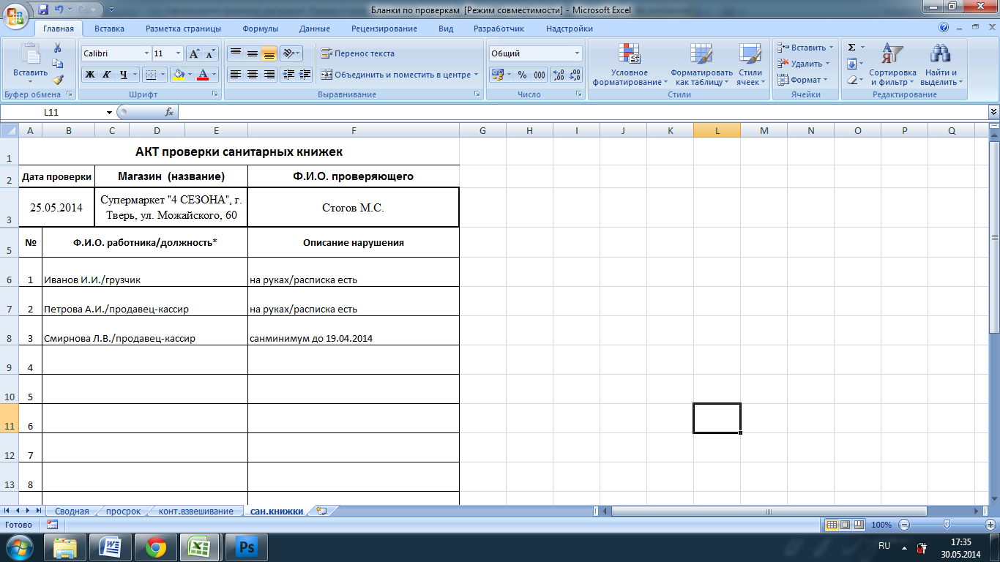 Бланки по проверкам  [Режим совместимости] - Microsoft Excel
Главная Вставка Разметка страницы Формулы Данные Рецензирование Вид Разработчик Надстройки
Calibri 11 Перенос текста Общий Вставить
Вставить Условное форматирование Форматировать как таблицу Стили ячеек Удалить Сортировка и фильтр Найти и выделить
Ж К Ч А Объединить и поместить в центре % 000 ,00 Формат
Буфер обмена Шрифт Выравнивание Число Стили Ячейки Редактирование
L11 fx
A B C D E F G H I J K L M N O P Q
1 АКТ проверки санитарных книжек
2 Дата проверки Магазин  (название) Ф.И.О. проверяющего
3 25.05.2014 Супермаркет "4 СЕЗОНА", г. Тверь, ул. Можайского, 60 Стогов М.С.
5 № Ф.И.О. работника/должность* Описание нарушения
6 1 Иванов И.И./грузчик на руках/расписка есть
7 2 Петрова А.И./продавец-кассир на руках/расписка есть
8 3 Смирнова Л.В./продавец-кассир санминимум до 19.04.2014
9 4
10 5
11 6
12 7
13 8
Сводная просрок конт.взвешивание сан.книжки
Готово 100%
Ps RU 17:35
30.05.2014